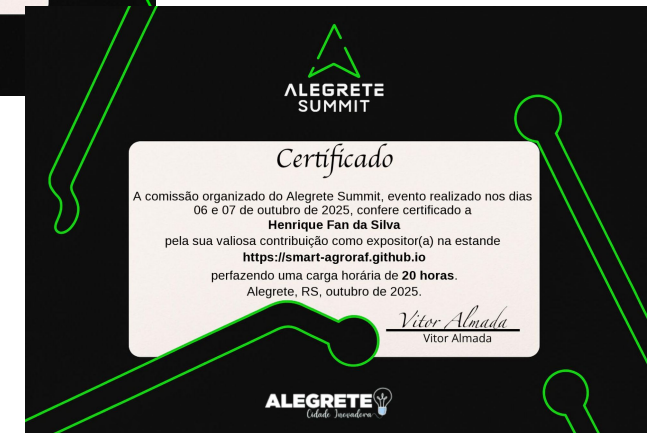 ALEGRETE
SUMMIT
Certificado
A comissão organizado do Alegrete Summit, evento realizado nos dias
06 e 07 de outubro de 2025, confere certificado a
Henrique Fan da Silva
pela sua valiosa contribuição como expositor(a) na estande
https://smart-agroraf.github.io
perfazendo uma carga horária de 20 horas.
Alegrete, RS, outubro de 2025.
Vitor Almada
Vitor Almada
ALEGRETE
Cidade Inovadora